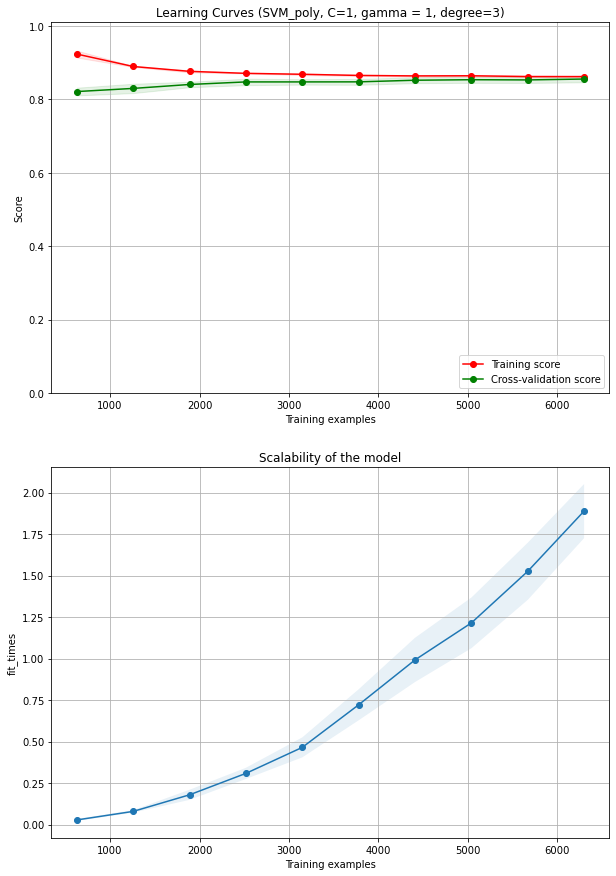 Learning Curves (SVM_poly, C=1, gamma = 1, degree=3)
1.0
0.8
0.6
0.4
0.2
0.0
Score
Training score
Cross-validation score
1000 2000 3000 4000 5000 6000
Training examples
Scalability of the model
2.00
1.75
1.50
1.25
1.00
0.75
0.50
0.25
0.00
fit_times
1000 2000 3000 4000 5000 6000
Training examples